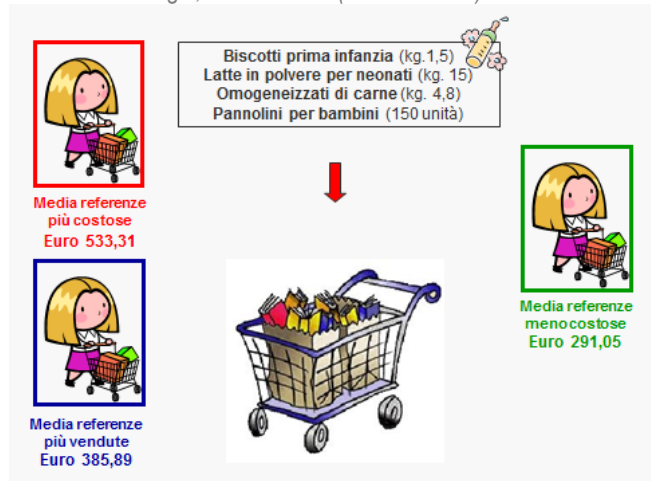 Biscotti prima infanzia (kg.1,5)
Latte in polvere per neonati (kg. 15)
Omogeneizzati di carne (kg. 4,8)
Pannolini per bambini (150 unità)
Media referenze
più costose
Euro 533,31
Media referenze
meno costose
Euro 291,05
Media referenze
più vendute
Euro 385,89